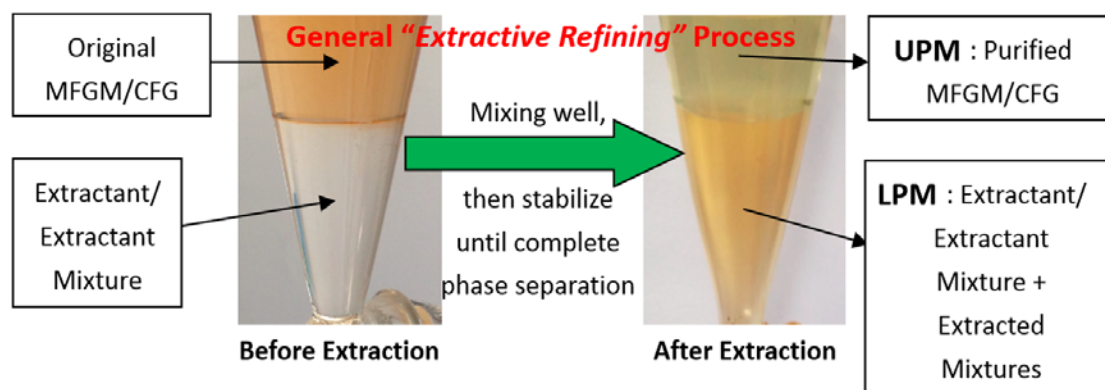 General “Extractive Refining” Process
Original
MFGM/CFG
Extractant/
Extractant
Mixture
Mixing well,
then stabilize
until complete
phase separation
UPM : Purified
MFGM/CFG
LPM : Extractant/
Extractant
Mixture +
Extracted
Mixtures
Before Extraction
After Extraction